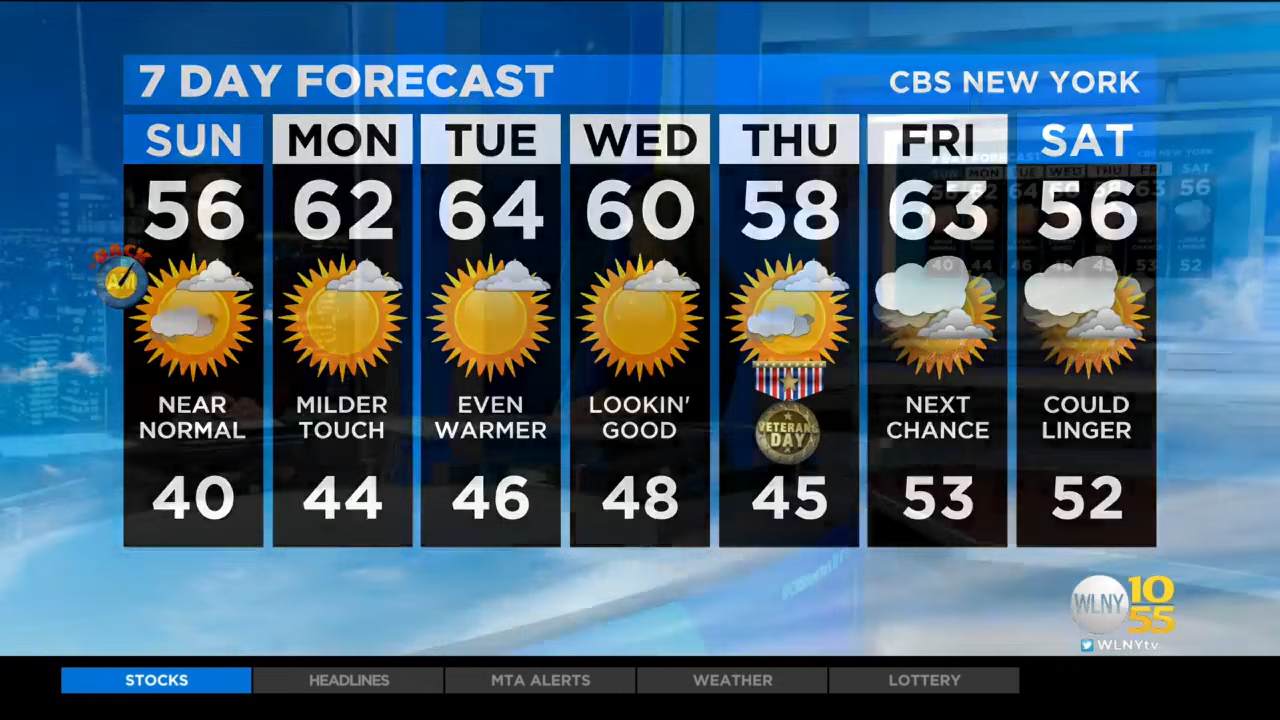 7 DAY FORECAST
CBS NEW YORK
SUN MON TUE WED THU FRI SAT
56 62 64 60 58 63 56
BACK
AM
NEAR NORMAL
MILDER TOUCH
EVEN WARMER
LOOKIN' GOOD
VETERANS DAY
NEXT CHANCE
COULD LINGER
40 44 46 48 45 53 52
WLNY 10
55
WLNYtv
STOCKS HEADLINES MTA ALERTS WEATHER LOTTERY